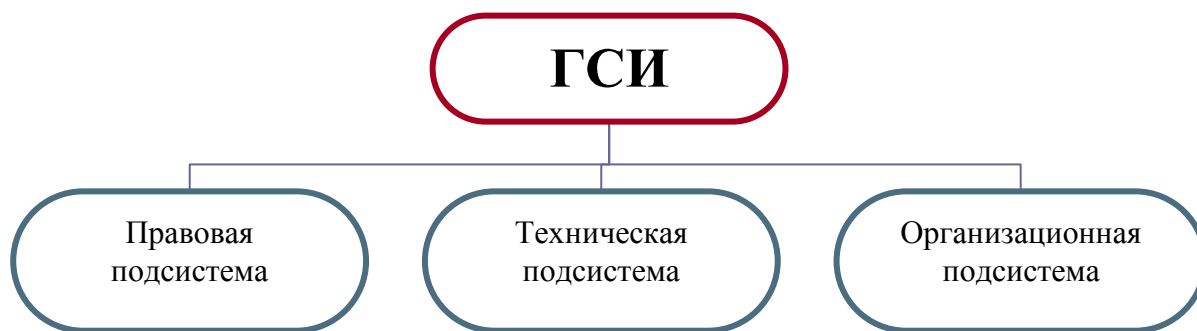 ГСИ
Правовая
подсистема
Техническая
подсистема
Организационная
подсистема